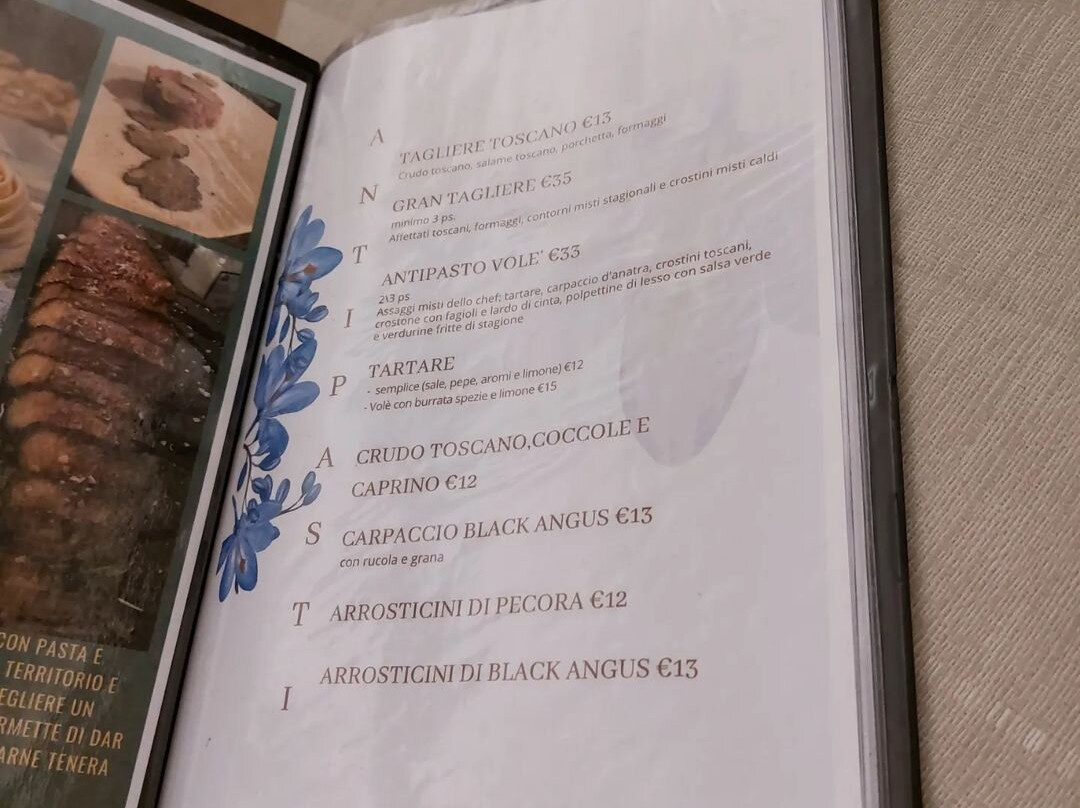 A
N
T
I
P
A
S
T
I
TAGLIERE TOSCANO €13
Crudo toscano, salame toscano, porchetta, formaggi
GRAN TAGLIERE €35
minimo 3 ps.
Affettati toscani, formaggi, contorni misti stagionali e crostini misti caldi
ANTIPASTO VOLE' €33
2\3 ps
Assaggi misti dello chef; tartare, carpaccio d'anatra, crostini toscani,
crostone con fagioli e lardo di cinta, polpettine di lesso con salsa verde
e verdurine fritte di stagione
TARTARE
- semplice (sale, pepe, aromi e limone) €12
- Volè con burrata spezie e limone €15
CRUDO TOSCANO,COCCOLE E
CAPRINO €12
CARPACCIO BLACK ANGUS €13
con rucola e grana
ARROSTICINI DI PECORA €12
ARROSTICINI DI BLACK ANGUS €13
CON PASTA E
TERRITORIO E
EGLIERE UN
RMETTE DI DAR
ARNE TENERA